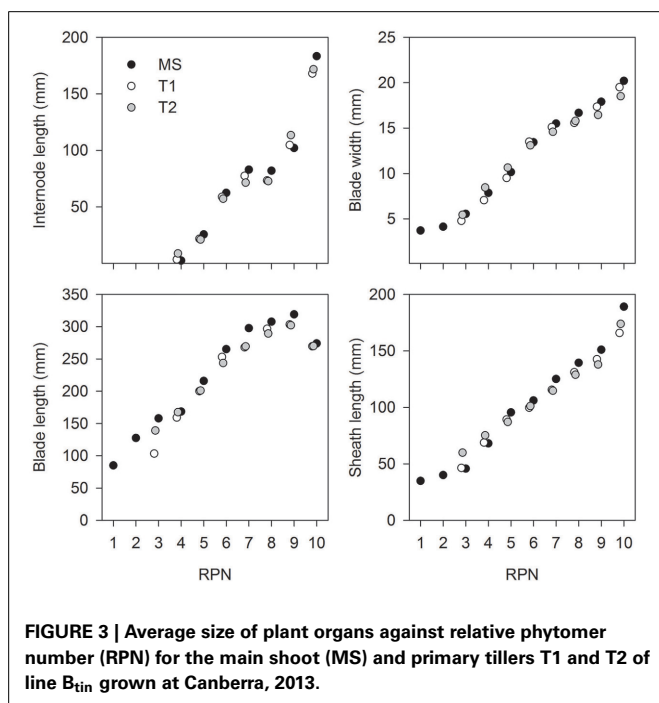 200
150
100
50
Internode length (mm)
MS
T1
T2
25
20
15
10
5
Blade width (mm)
350
300
250
200
150
100
50
0
Blade length (mm)
1 2 3 4 5 6 7 8 9 10
RPN
200
150
100
50
0
Sheath length (mm)
1 2 3 4 5 6 7 8 9 10
RPN
FIGURE 3 | Average size of plant organs against relative phytomer
number (RPN) for the main shoot (MS) and primary tillers T1 and T2 of
line Btin grown at Canberra, 2013.